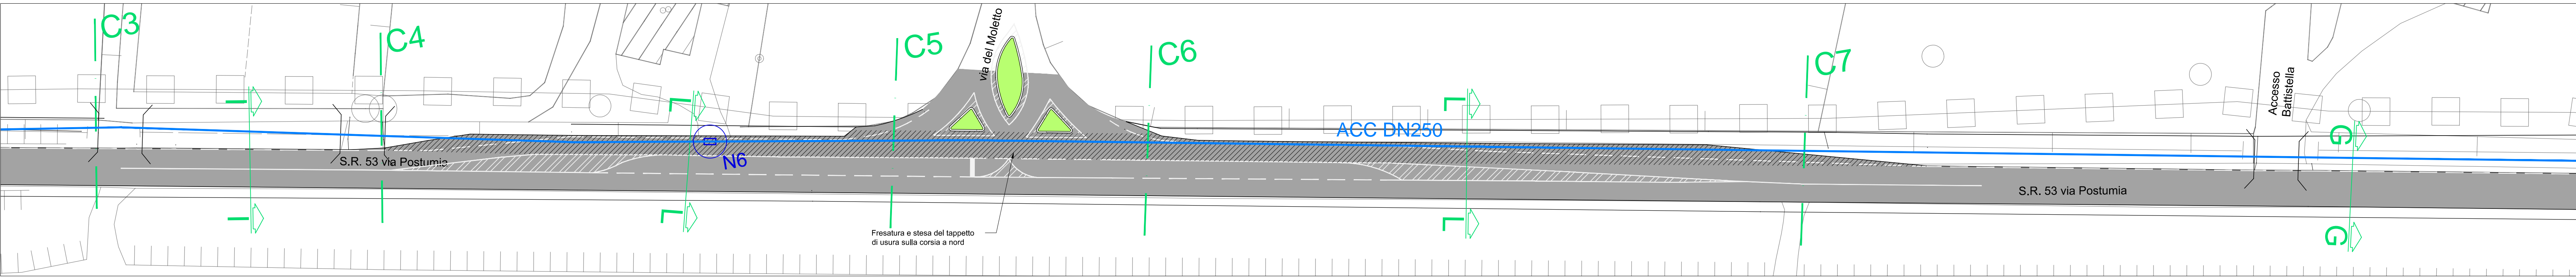 C3
C4
C5
via del Moletto
C6
C7
Accesso
Battistella
I
L
L
ACC DN250
G
S.R. 53 via Postumia
N6
S.R. 53 via Postumia
I
L
L
G
Fresatura e stesa del tappetto
di usura sulla corsia a nord